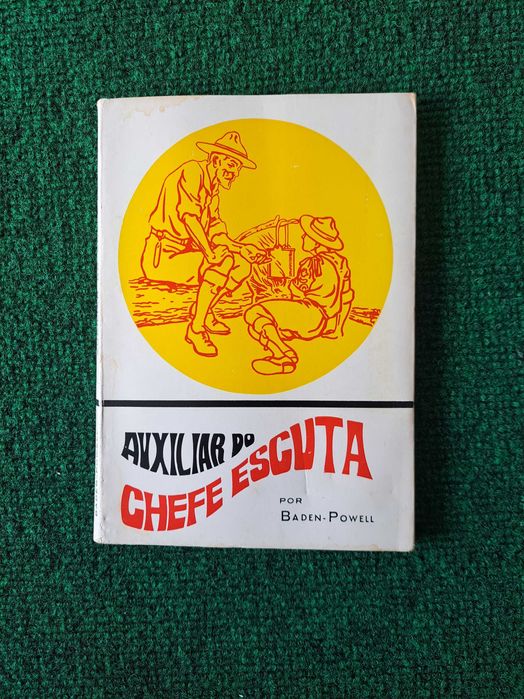 AUXILIAR DO
CHEFE ESCUTA
POR
BADEN-POWELL